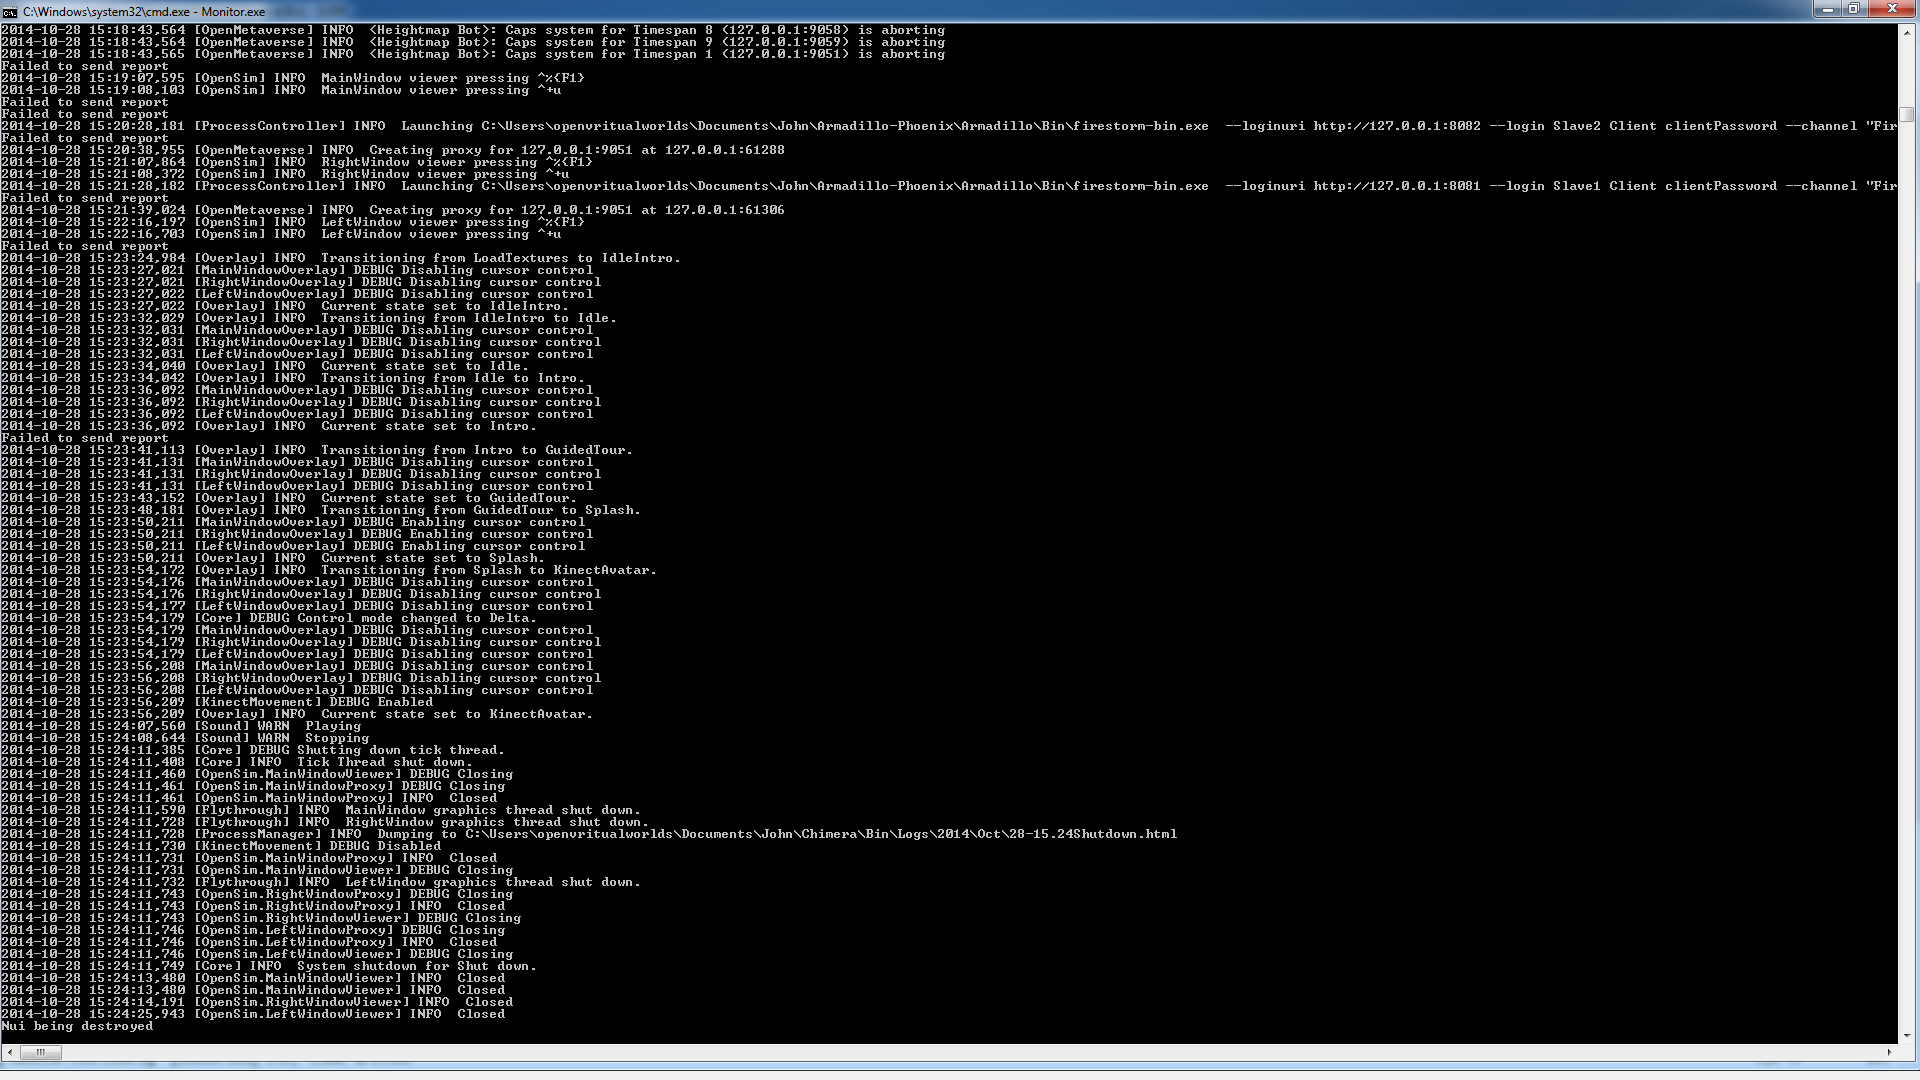 C:\Windows\system32\cmd.exe - Monitor.exe
2014-10-28 15:18:43,564 [OpenMetaverse] INFO  <Heightmap Bot>: Caps system for Timespan 8 (127.0.0.1:9058) is aborting
2014-10-28 15:18:43,564 [OpenMetaverse] INFO  <Heightmap Bot>: Caps system for Timespan 9 (127.0.0.1:9059) is aborting
2014-10-28 15:18:43,565 [OpenMetaverse] INFO  <Heightmap Bot>: Caps system for Timespan 1 (127.0.0.1:9051) is aborting
Failed to send report
2014-10-28 15:19:07,595 [OpenSim] INFO  MainWindow viewer pressing ^%{F1}
2014-10-28 15:19:08,103 [OpenSim] INFO  MainWindow viewer pressing ^+u
Failed to send report
Failed to send report
2014-10-28 15:20:28,181 [ProcessController] INFO  Launching C:\Users\openvritualworlds\Documents\John\Armadillo-Phoenix\Armadillo\Bin\firestorm-bin.exe  --loginuri http://127.0.0.1:8082 --login Slave2 Client clientPassword --channel "Fir
Failed to send report
2014-10-28 15:20:38,955 [OpenMetaverse] INFO  Creating proxy for 127.0.0.1:9051 at 127.0.0.1:61288
2014-10-28 15:21:07,864 [OpenSim] INFO  RightWindow viewer pressing ^%{F1}
2014-10-28 15:21:08,372 [OpenSim] INFO  RightWindow viewer pressing ^+u
2014-10-28 15:21:28,182 [ProcessController] INFO  Launching C:\Users\openvritualworlds\Documents\John\Armadillo-Phoenix\Armadillo\Bin\firestorm-bin.exe  --loginuri http://127.0.0.1:8081 --login Slave1 Client clientPassword --channel "Fir
Failed to send report
2014-10-28 15:21:39,024 [OpenMetaverse] INFO  Creating proxy for 127.0.0.1:9051 at 127.0.0.1:61306
2014-10-28 15:22:16,197 [OpenSim] INFO  LeftWindow viewer pressing ^%{F1}
2014-10-28 15:22:16,703 [OpenSim] INFO  LeftWindow viewer pressing ^+u
Failed to send report
2014-10-28 15:23:24,984 [Overlay] INFO  Transitioning from LoadTextures to IdleIntro.
2014-10-28 15:23:27,021 [MainWindowOverlay] DEBUG Disabling cursor control
2014-10-28 15:23:27,021 [RightWindowOverlay] DEBUG Disabling cursor control
2014-10-28 15:23:27,022 [LeftWindowOverlay] DEBUG Disabling cursor control
2014-10-28 15:23:27,022 [Overlay] INFO  Current state set to IdleIntro.
2014-10-28 15:23:32,029 [Overlay] INFO  Transitioning from IdleIntro to Idle.
2014-10-28 15:23:32,031 [MainWindowOverlay] DEBUG Disabling cursor control
2014-10-28 15:23:32,031 [RightWindowOverlay] DEBUG Disabling cursor control
2014-10-28 15:23:32,031 [LeftWindowOverlay] DEBUG Disabling cursor control
2014-10-28 15:23:34,040 [Overlay] INFO  Current state set to Idle.
2014-10-28 15:23:34,042 [Overlay] INFO  Transitioning from Idle to Intro.
2014-10-28 15:23:36,092 [MainWindowOverlay] DEBUG Disabling cursor control
2014-10-28 15:23:36,092 [RightWindowOverlay] DEBUG Disabling cursor control
2014-10-28 15:23:36,092 [LeftWindowOverlay] DEBUG Disabling cursor control
2014-10-28 15:23:36,092 [Overlay] INFO  Current state set to Intro.
Failed to send report
2014-10-28 15:23:41,113 [Overlay] INFO  Transitioning from Intro to GuidedTour.
2014-10-28 15:23:41,131 [MainWindowOverlay] DEBUG Disabling cursor control
2014-10-28 15:23:41,131 [RightWindowOverlay] DEBUG Disabling cursor control
2014-10-28 15:23:41,131 [LeftWindowOverlay] DEBUG Disabling cursor control
2014-10-28 15:23:43,152 [Overlay] INFO  Current state set to GuidedTour.
2014-10-28 15:23:48,181 [Overlay] INFO  Transitioning from GuidedTour to Splash.
2014-10-28 15:23:50,211 [MainWindowOverlay] DEBUG Enabling cursor control
2014-10-28 15:23:50,211 [RightWindowOverlay] DEBUG Enabling cursor control
2014-10-28 15:23:50,211 [LeftWindowOverlay] DEBUG Enabling cursor control
2014-10-28 15:23:50,211 [Overlay] INFO  Current state set to Splash.
2014-10-28 15:23:54,172 [Overlay] INFO  Transitioning from Splash to KinectAvatar.
2014-10-28 15:23:54,176 [MainWindowOverlay] DEBUG Disabling cursor control
2014-10-28 15:23:54,176 [RightWindowOverlay] DEBUG Disabling cursor control
2014-10-28 15:23:54,177 [LeftWindowOverlay] DEBUG Disabling cursor control
2014-10-28 15:23:54,179 [Core] DEBUG Control mode changed to Delta.
2014-10-28 15:23:54,179 [MainWindowOverlay] DEBUG Disabling cursor control
2014-10-28 15:23:54,179 [RightWindowOverlay] DEBUG Disabling cursor control
2014-10-28 15:23:54,179 [LeftWindowOverlay] DEBUG Disabling cursor control
2014-10-28 15:23:56,208 [MainWindowOverlay] DEBUG Disabling cursor control
2014-10-28 15:23:56,208 [RightWindowOverlay] DEBUG Disabling cursor control
2014-10-28 15:23:56,208 [LeftWindowOverlay] DEBUG Disabling cursor control
2014-10-28 15:23:56,209 [KinectMovement] DEBUG Enabled
2014-10-28 15:23:56,209 [Overlay] INFO  Current state set to KinectAvatar.
2014-10-28 15:24:07,560 [Sound] WARN  Playing
2014-10-28 15:24:08,644 [Sound] WARN  Stopping
2014-10-28 15:24:11,385 [Core] DEBUG Shutting down tick thread.
2014-10-28 15:24:11,408 [Core] INFO  Tick Thread shut down.
2014-10-28 15:24:11,460 [OpenSim.MainWindowViewer] DEBUG Closing
2014-10-28 15:24:11,461 [OpenSim.MainWindowProxy] DEBUG Closing
2014-10-28 15:24:11,461 [OpenSim.MainWindowProxy] INFO  Closed
2014-10-28 15:24:11,590 [Flythrough] INFO  MainWindow graphics thread shut down.
2014-10-28 15:24:11,728 [Flythrough] INFO  RightWindow graphics thread shut down.
2014-10-28 15:24:11,728 [ProcessManager] INFO  Dumping to C:\Users\openvritualworlds\Documents\John\Chimera\Bin\Logs\2014\Oct\28-15.24Shutdown.html
2014-10-28 15:24:11,730 [KinectMovement] DEBUG Disabled
2014-10-28 15:24:11,731 [OpenSim.MainWindowProxy] INFO  Closed
2014-10-28 15:24:11,731 [OpenSim.MainWindowViewer] DEBUG Closing
2014-10-28 15:24:11,732 [Flythrough] INFO  LeftWindow graphics thread shut down.
2014-10-28 15:24:11,743 [OpenSim.RightWindowProxy] DEBUG Closing
2014-10-28 15:24:11,743 [OpenSim.RightWindowProxy] INFO  Closed
2014-10-28 15:24:11,743 [OpenSim.RightWindowViewer] DEBUG Closing
2014-10-28 15:24:11,746 [OpenSim.LeftWindowProxy] DEBUG Closing
2014-10-28 15:24:11,746 [OpenSim.LeftWindowProxy] INFO  Closed
2014-10-28 15:24:11,746 [OpenSim.LeftWindowViewer] DEBUG Closing
2014-10-28 15:24:11,749 [Core] INFO  System shutdown for Shut down.
2014-10-28 15:24:13,480 [OpenSim.MainWindowViewer] INFO  Closed
2014-10-28 15:24:13,480 [OpenSim.MainWindowViewer] INFO  Closed
2014-10-28 15:24:14,191 [OpenSim.RightWindowViewer] INFO  Closed
2014-10-28 15:24:25,943 [OpenSim.LeftWindowViewer] INFO  Closed
Nui being destroyed